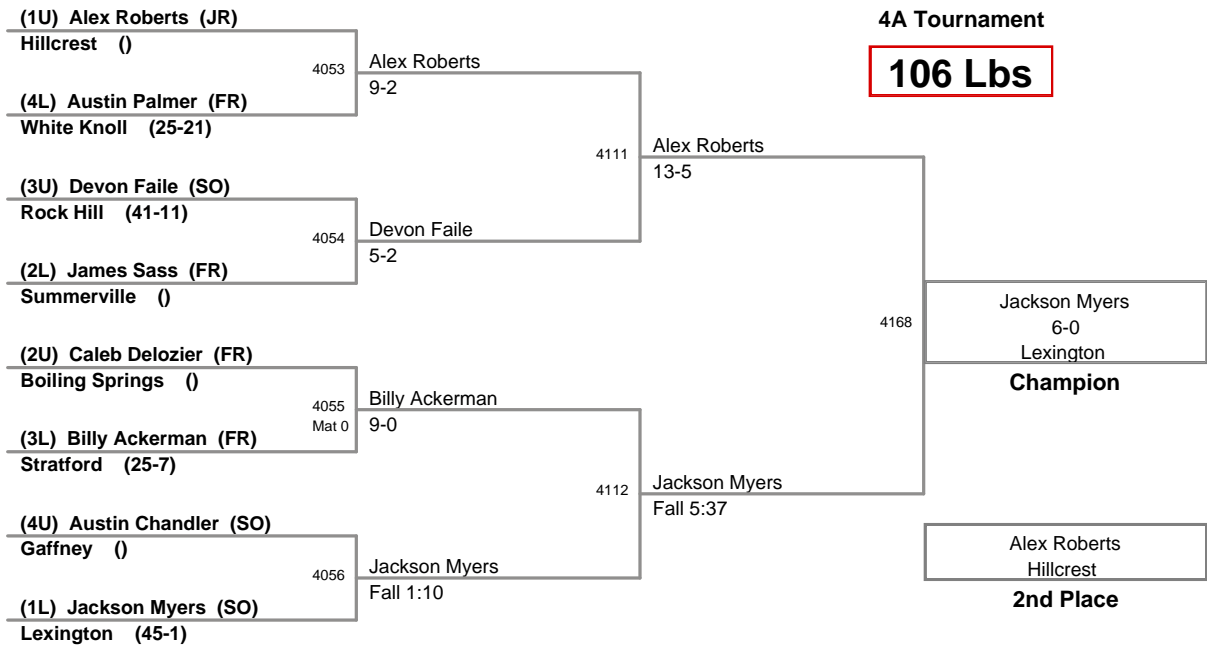 (1U) Alex Roberts (JR)
Hillcrest ()
(4L) Austin Palmer (FR)
White Knoll (25-21)
(3U) Devon Faile (SO)
Rock Hill (41-11)
(2L) James Sass (FR)
Summerville ()
(2U) Caleb Delozier (FR)
Boiling Springs ()
(3L) Billy Ackerman (FR)
Stratford (25-7)
(4U) Austin Chandler (SO)
Gaffney ()
(1L) Jackson Myers (SO)
Lexington (45-1)
4053
Alex Roberts
9-2
4054
Devon Faile
5-2
4055
Mat 0
Billy Ackerman
9-0
4056
Jackson Myers
Fall 1:10
4111
Alex Roberts
13-5
4112
Jackson Myers
Fall 5:37
4A Tournament
106 Lbs
4168
Jackson Myers
6-0
Lexington
Champion
Alex Roberts
Hillcrest
2nd Place